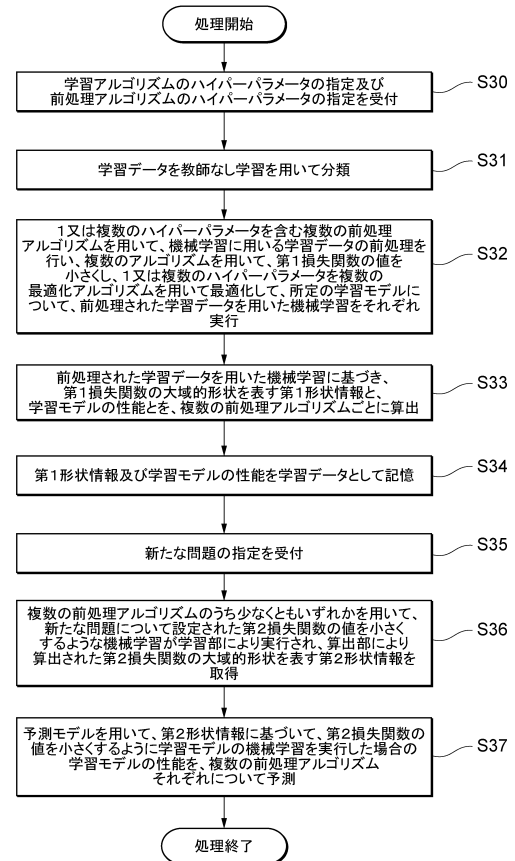 処理開始
学習アルゴリズムのハイパーパラメータの指定及び
前処理アルゴリズムのハイパーパラメータの指定を受付
S30
学習データを教師なし学習を用いて分類
S31
1又は複数のハイパーパラメータを含む複数の前処理
アルゴリズムを用いて、機械学習に用いる学習データの前処理を
行い、複数のアルゴリズムを用いて、第1損失関数の値を
小さくし、1又は複数のハイパーパラメータを複数の
最適化アルゴリズムを用いて最適化して、所定の学習モデルに
ついて、前処理された学習データを用いた機械学習をそれぞれ
実行
S32
前処理された学習データを用いた機械学習に基づき、
第1損失関数の大域的形状を表す第1形状情報と、
学習モデルの性能とを、複数の前処理アルゴリズムごとに算出
S33
第1形状情報及び学習モデルの性能を学習データとして記憶
S34
新たな問題の指定を受付
S35
複数の前処理アルゴリズムのうち少なくともいずれかを用いて、
新たな問題について設定された第2損失関数の値を小さく
するような機械学習が学習部により実行され、算出部により
算出された第2損失関数の大域的形状を表す第2形状情報を
取得
S36
予測モデルを用いて、第2形状情報に基づいて、第2損失関数の
値を小さくするように学習モデルの機械学習を実行した場合の
学習モデルの性能を、複数の前処理アルゴリズム
それぞれについて予測
S37
処理終了